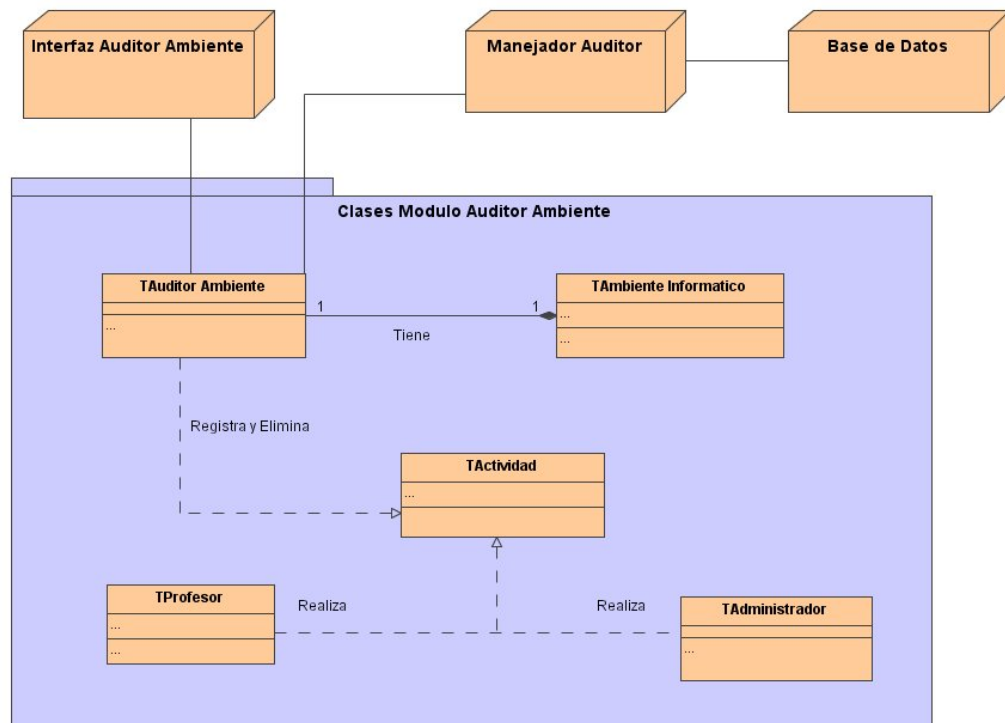 Interfaz Auditor Ambiente
Manejador Auditor
Base de Datos
Clases Modulo Auditor Ambiente
TAuditor Ambiente
...
1
1
Tiene
TAmbiente Informatico
...
...
Registra y Elimina
TActividad
...
TProfesor
...
...
Realiza
Realiza
TAdministrador
...